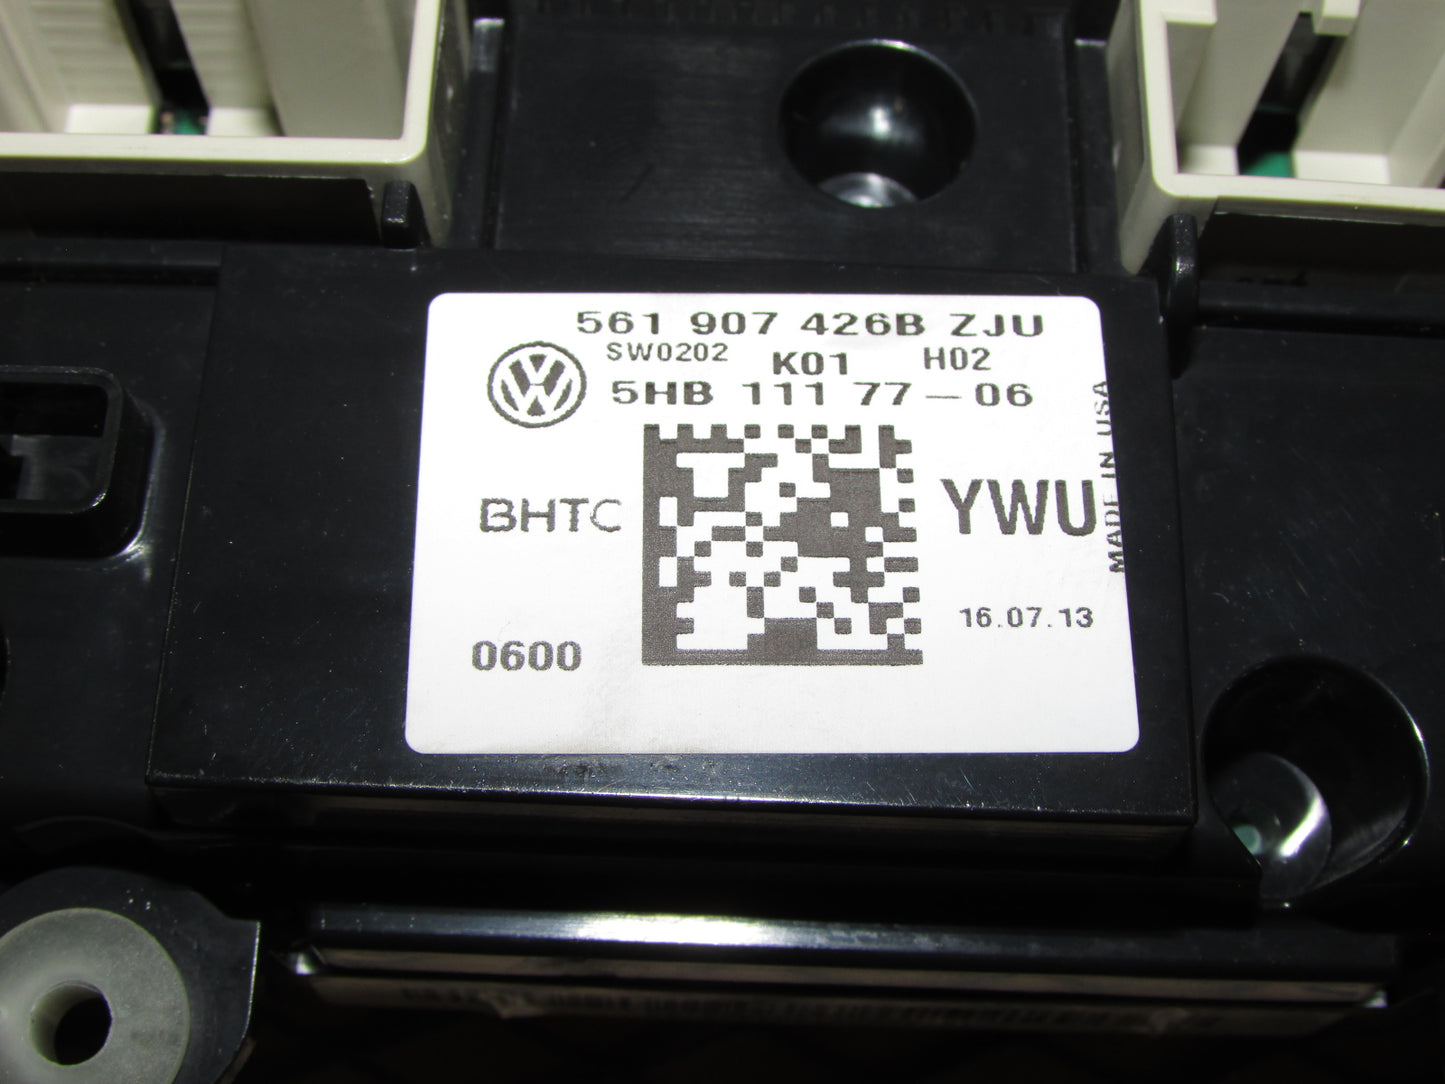 561 907 426B ZJU
SW0202 K01 H02
5HB 111 77-06
BHTC
YWU
MADE IN USA
16.07.13
0600